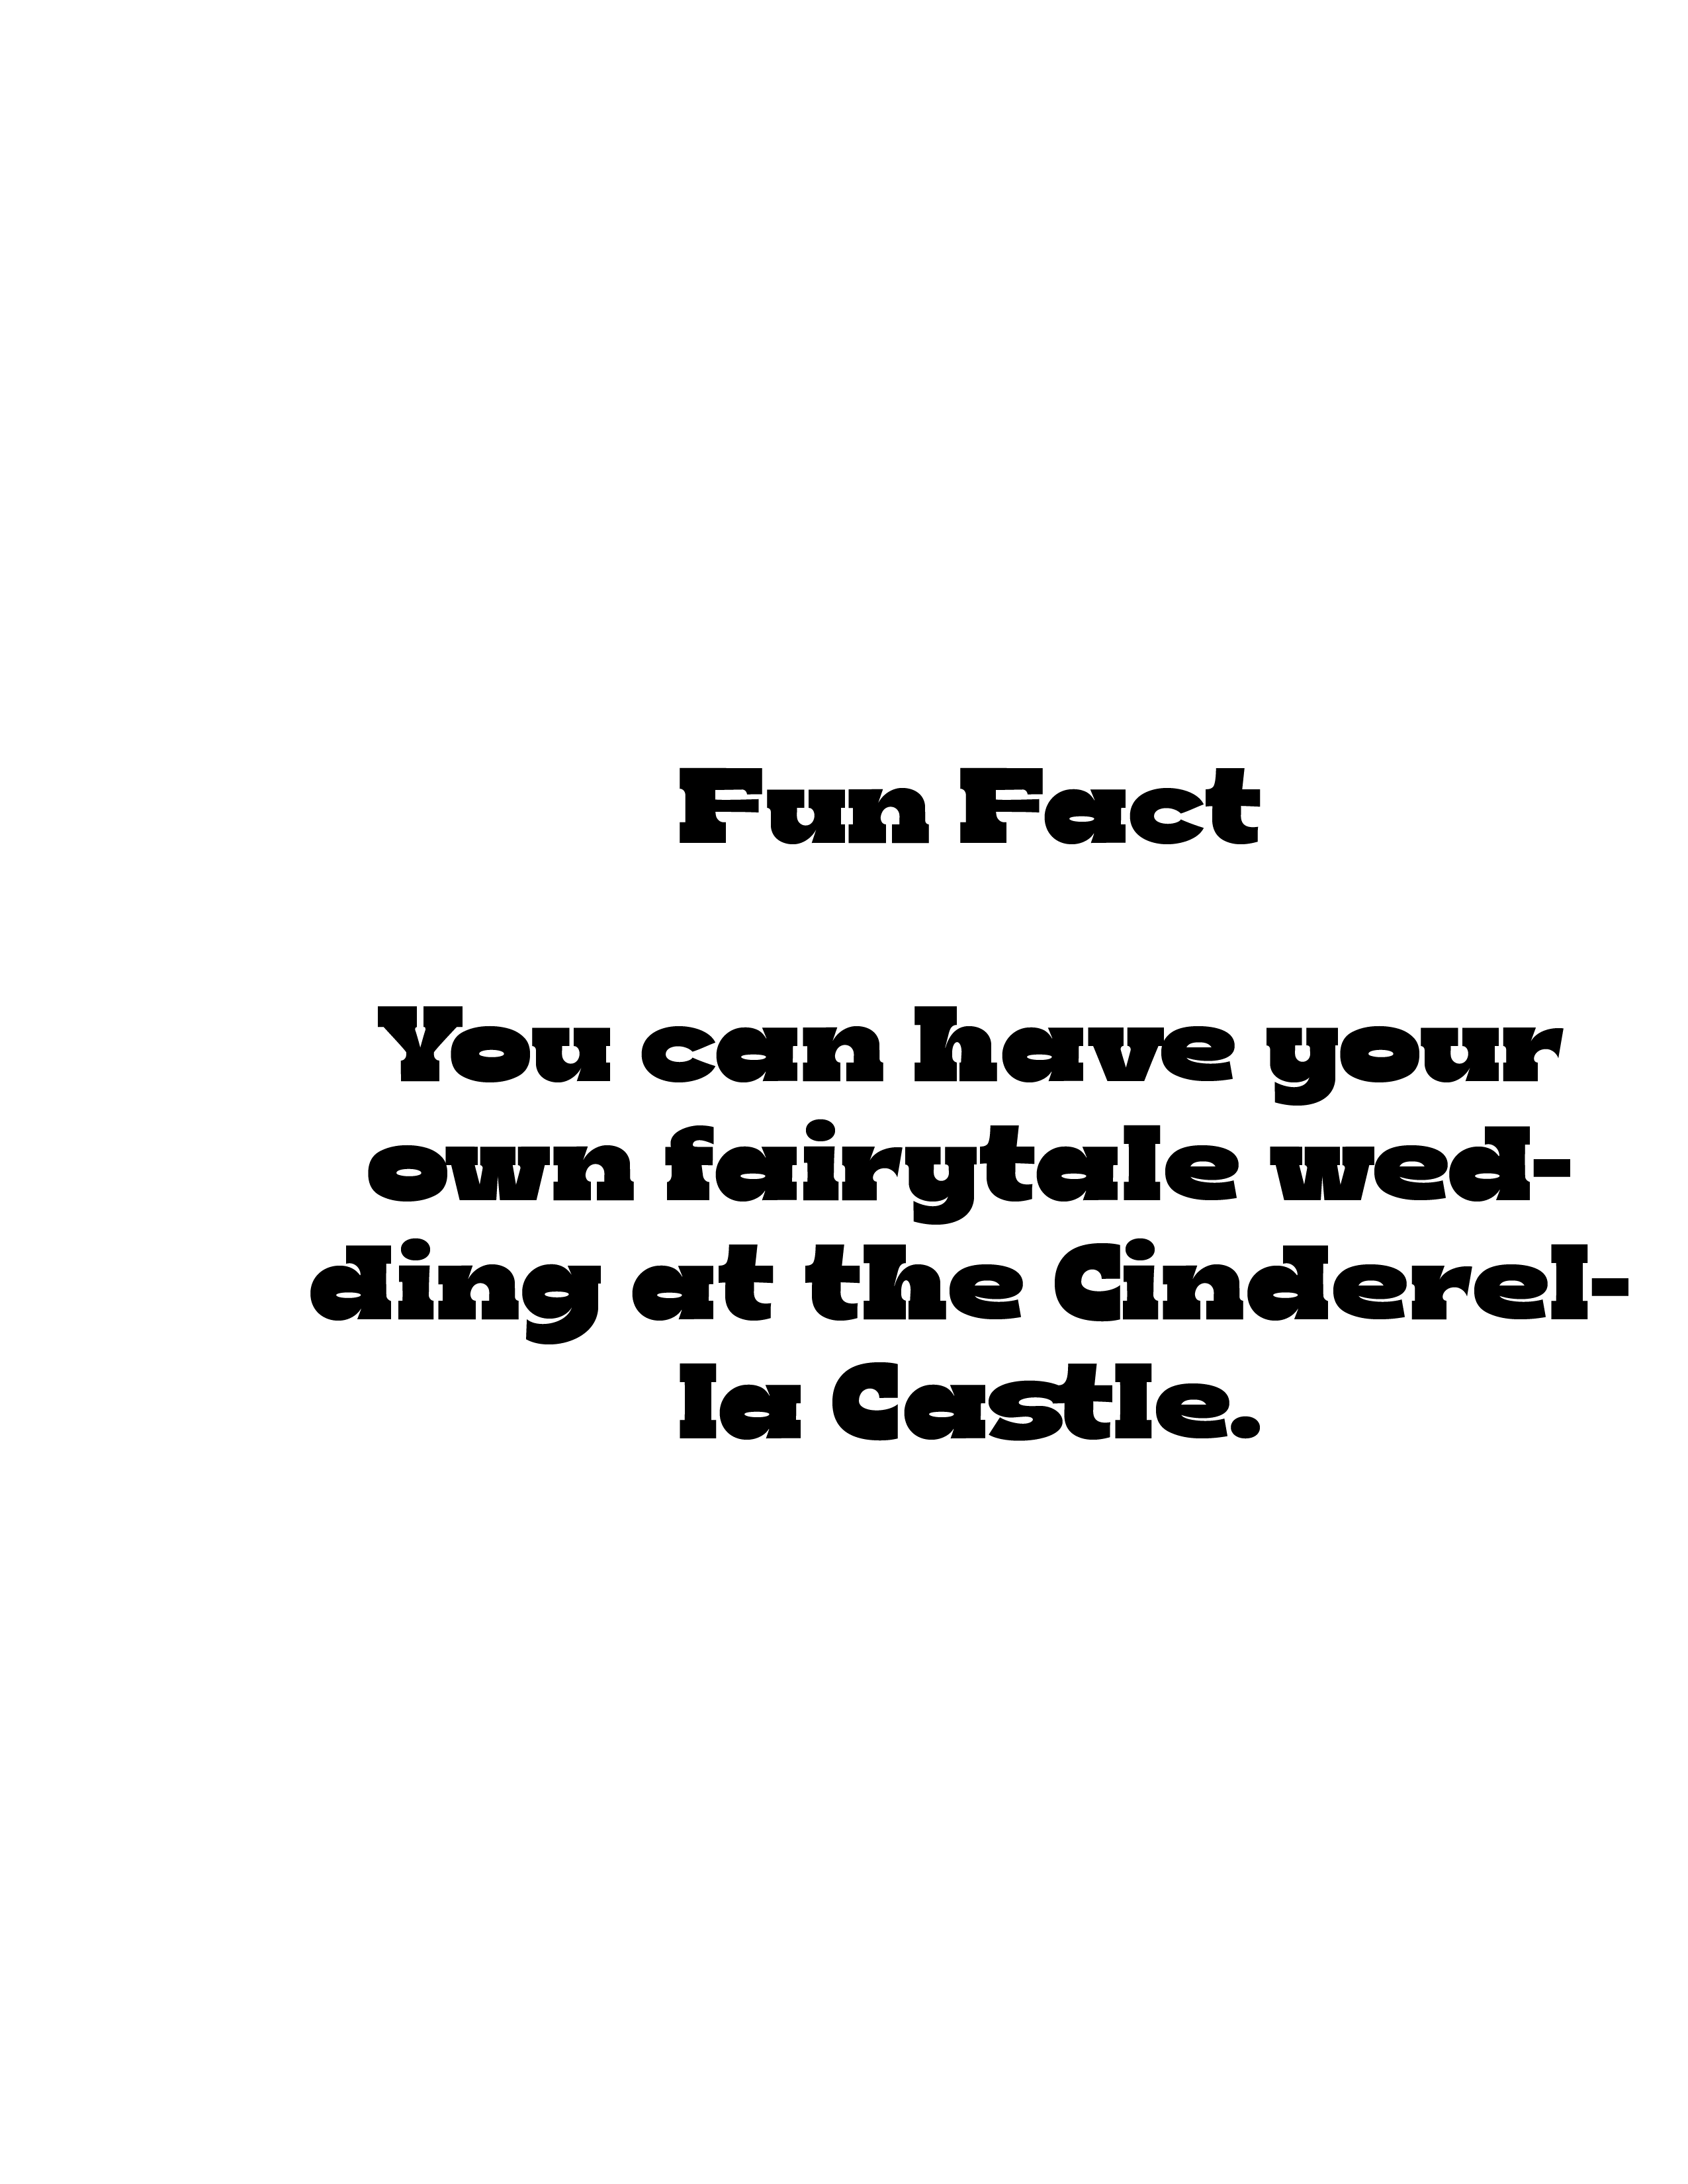 Fun Fact
You can have your
own fairytale wed-
ding at the Cinderel-
la Castle.